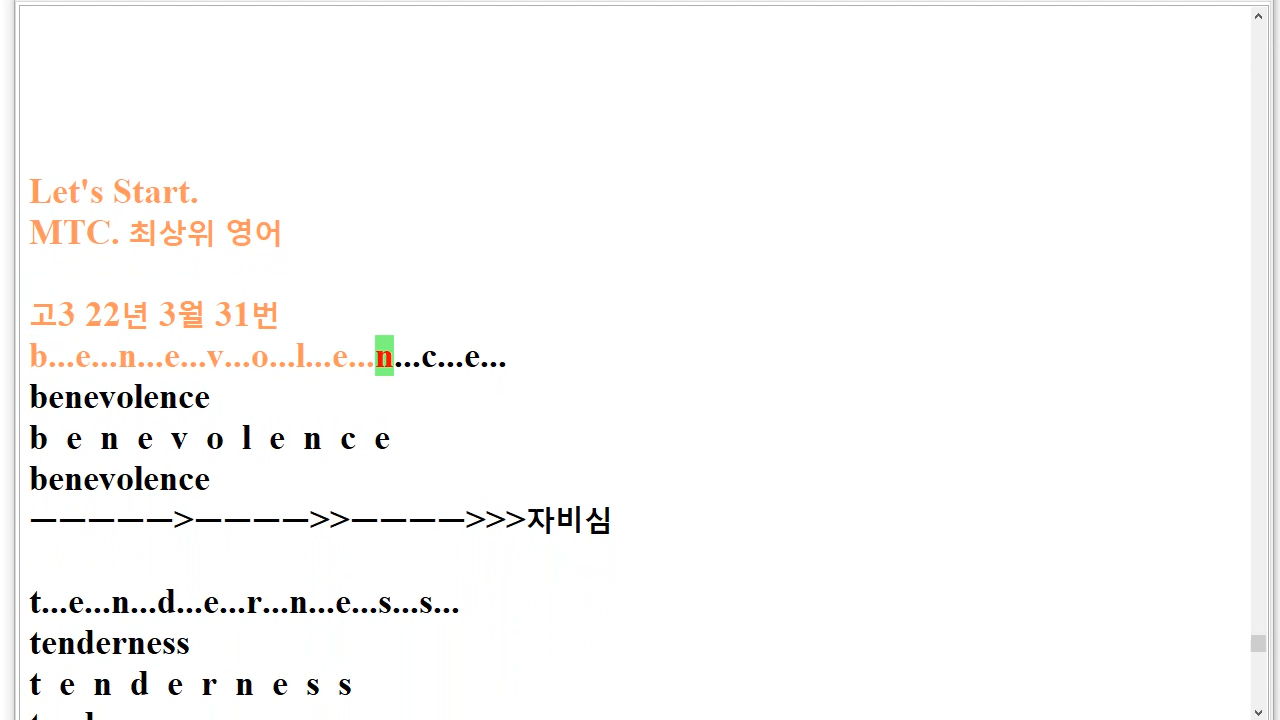 Let's Start.
MTC. 최상위 영어
고3 22년 3월 31번
b...e...n...e...v...o...l...e...n...c...e...
benevolence
b e n e v o l e n c e
benevolence
—————>————>>————>>>자비심
t...e...n...d...e...r...n...e...s...s...
tenderness
t e n d e r n e s s